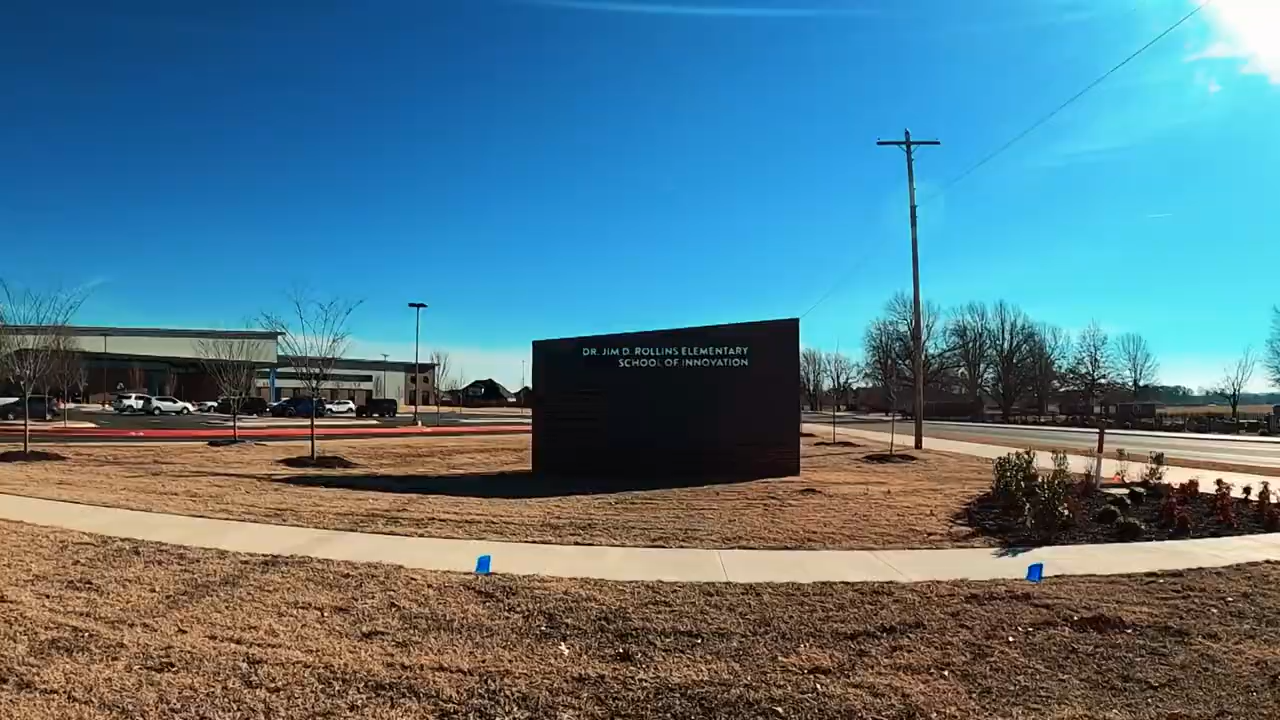 DR. JIM D. ROLLINS ELEMENTARY
SCHOOL OF INNOVATION